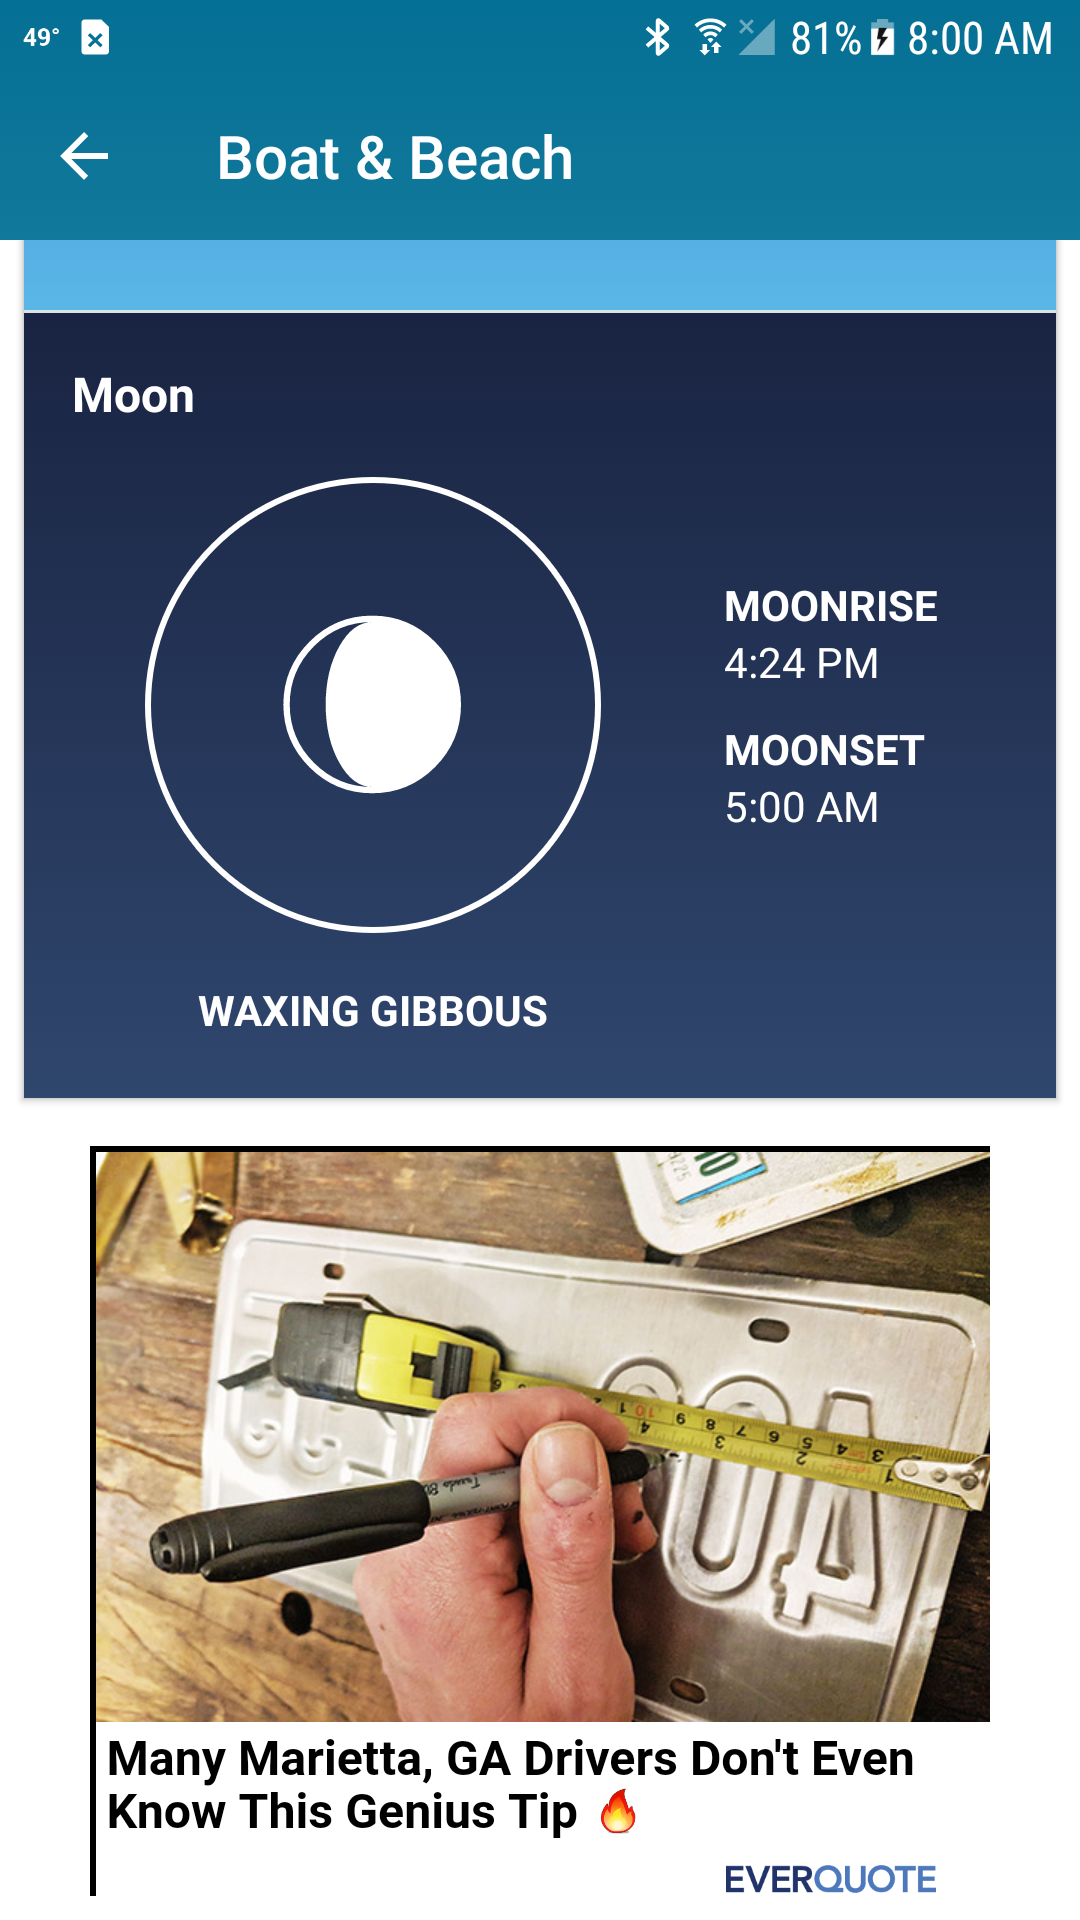 49° 81% 8:00 AM
Boat & Beach
Moon
MOONRISE
4:24 PM
MOONSET
5:00 AM
WAXING GIBBOUS
Many Marietta, GA Drivers Don't Even
Know This Genius Tip 🔥
EVERQUOTE